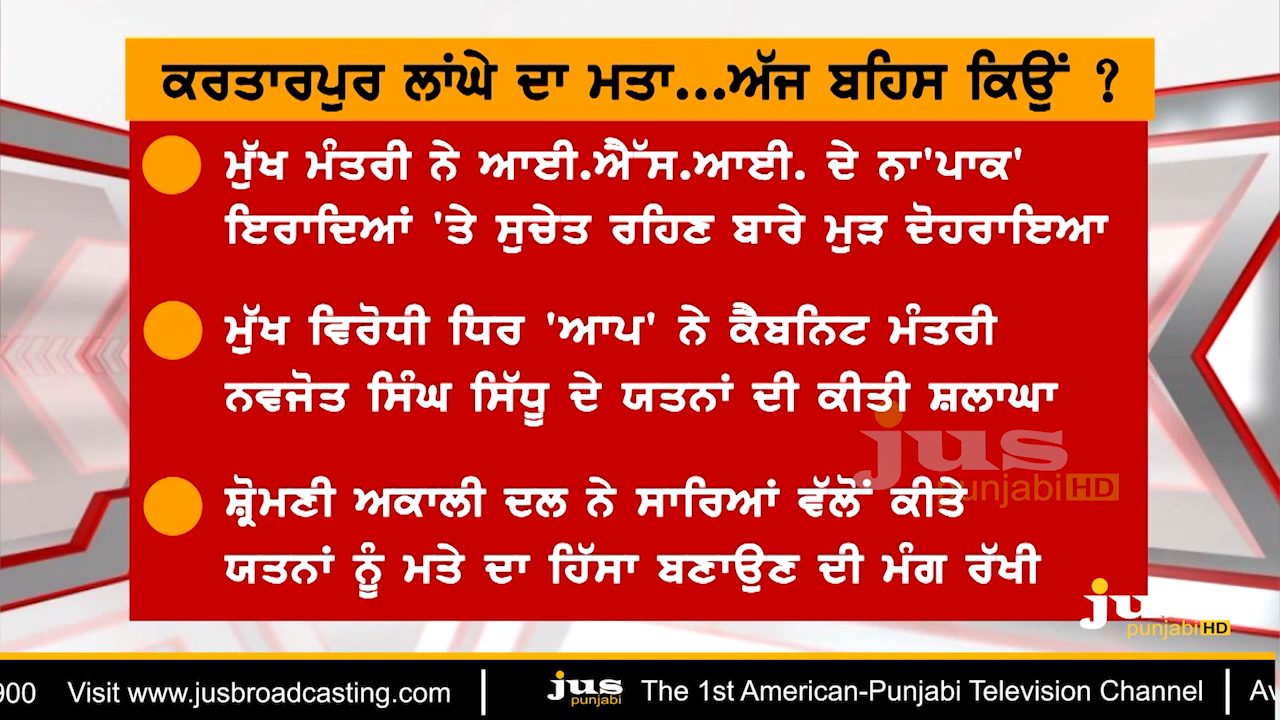 ਕਰਤਾਰਪੁਰ ਲਾਂਘੇ ਦਾ ਮਤਾ...ਅੱਜ ਬਹਿਸ ਕਿਉਂ ?
ਮੁੱਖ ਮੰਤਰੀ ਨੇ ਆਈ.ਐੱਸ.ਆਈ. ਦੇ ਨਾ'ਪਾਕ'
ਇਰਾਦਿਆਂ 'ਤੇ ਸੁਚੇਤ ਰਹਿਣ ਬਾਰੇ ਮੁੜ ਦੋਹਰਾਇਆ
ਮੁੱਖ ਵਿਰੋਧੀ ਧਿਰ 'ਆਪ' ਨੇ ਕੈਬਨਿਟ ਮੰਤਰੀ
ਨਵਜੋਤ ਸਿੰਘ ਸਿੱਧੂ ਦੇ ਯਤਨਾਂ ਦੀ ਕੀਤੀ ਸ਼ਲਾਘਾ
jus
punjabi HD
ਸ਼੍ਰੋਮਣੀ ਅਕਾਲੀ ਦਲ ਨੇ ਸਾਰਿਆਂ ਵੱਲੋਂ ਕੀਤੇ
ਯਤਨਾਂ ਨੂੰ ਮਤੇ ਦਾ ਹਿੱਸਾ ਬਣਾਉਣ ਦੀ ਮੰਗ ਰੱਖੀ
ju
punjabi HD
900 Visit www.jusbroadcasting.com | jus punjabi The 1st American-Punjabi Television Channel | Av